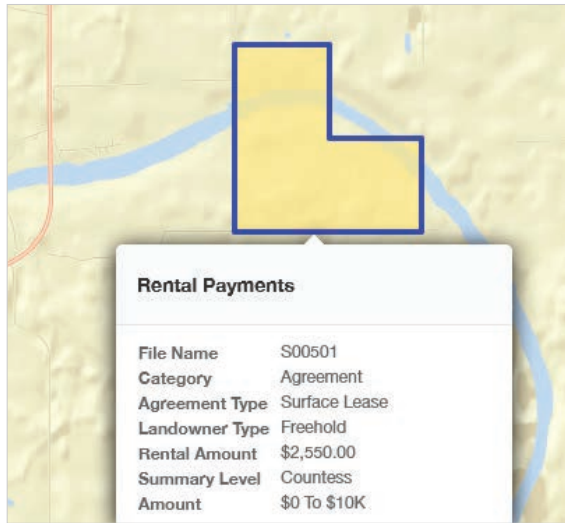 Rental Payments
File Name S00501
Category Agreement
Agreement Type Surface Lease
Landowner Type Freehold
Rental Amount $2,550.00
Summary Level Countess
Amount $0 To $10K